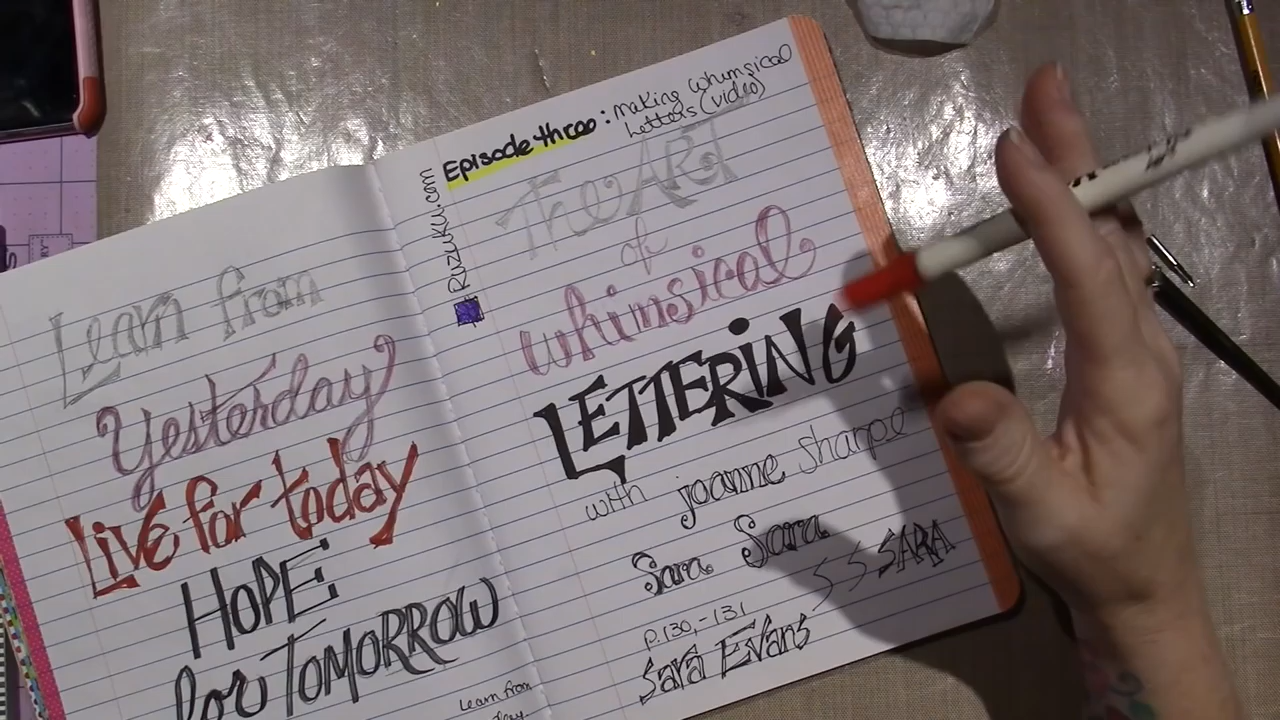 Learn from
Yesterday
Live for today
HOPE
for TOMORROW
Learn from
Ruzuku.com
Episode three: making whimsical
letters (video)
The ART
of
whimsical
LETTERING
with joanne sharpe
Sara Sara
S S SARA
p.130,-131
Sara Evans